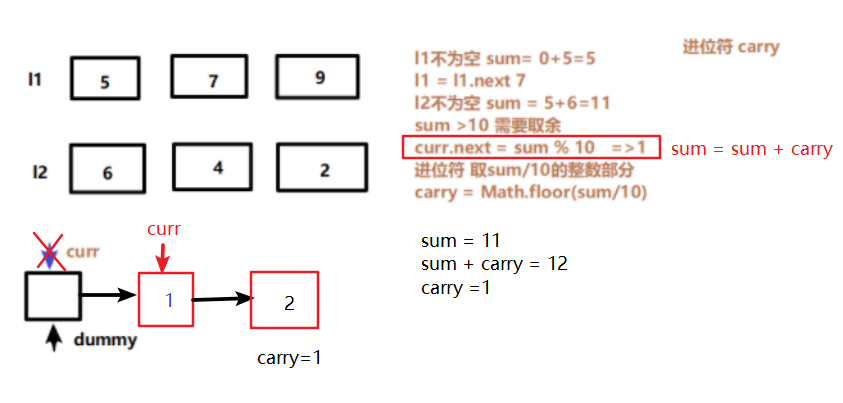 进位符 carry
l1不为空 sum= 0+5=5
l1 5 7 9
l1 = l1.next 7
l2不为空 sum = 5+6=11
sum >10 需要取余
curr.next = sum % 10 =>1 sum = sum + carry
l2 6 4 2
进位符 取sum/10的整数部分
carry = Math.floor(sum/10)
curr
curr
sum = 11
sum + carry = 12
carry =1
1 2
dummy
carry=1